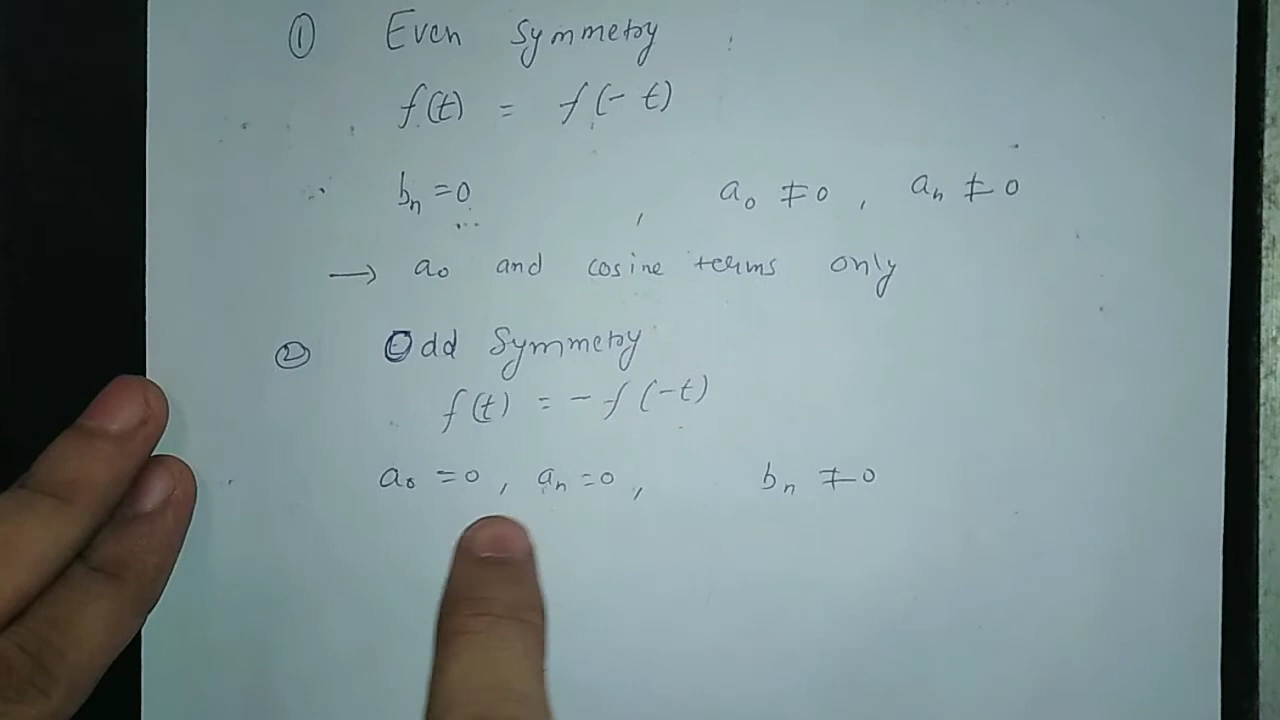 ① Even Symmetry
f(t) = f(-t)
∴ bn = 0 , a0 ≠ 0 , an ≠ 0
→ a0 and cosine terms only
② Odd Symmetry
f(t) = -f(-t)
a0 = 0 , an = 0 , bn ≠ 0